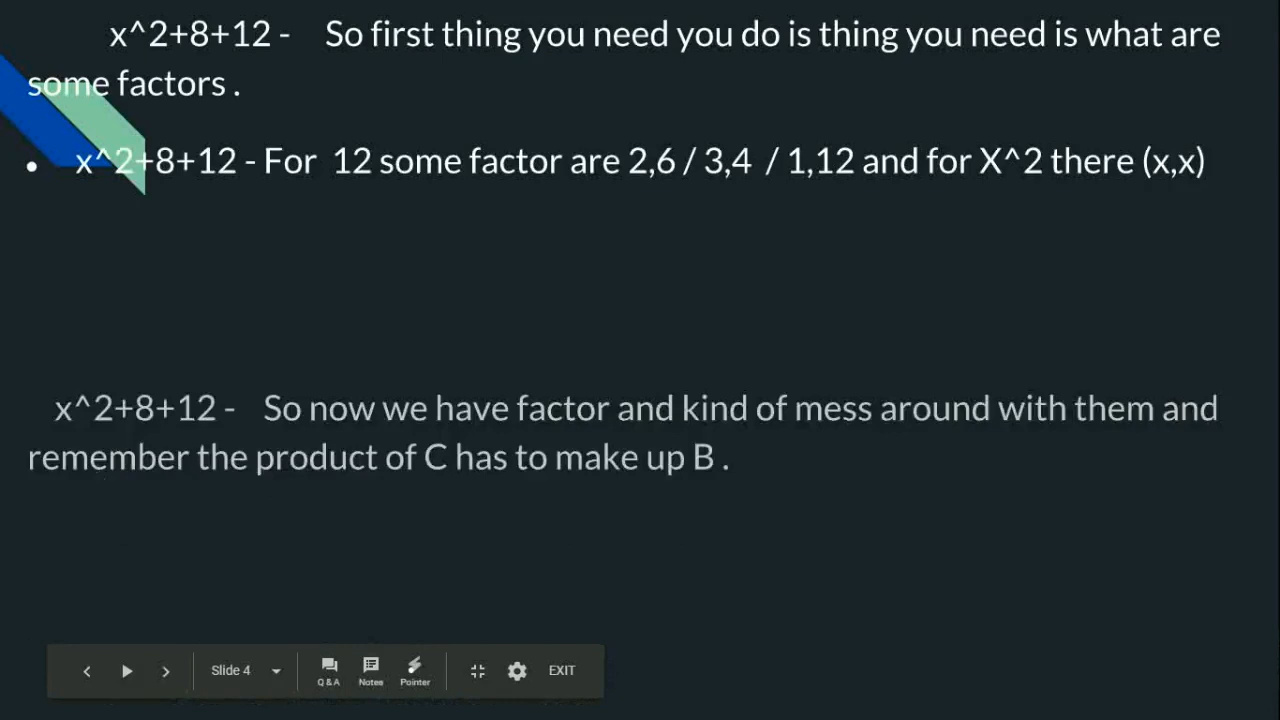 x^2+8+12 - So first thing you need you do is thing you need is what are
some factors .
• x^2+8+12 - For 12 some factor are 2,6 / 3,4 / 1,12 and for X^2 there (x,x)
x^2+8+12 - So now we have factor and kind of mess around with them and
remember the product of C has to make up B .
Slide 4 Q & A Notes Pointer EXIT